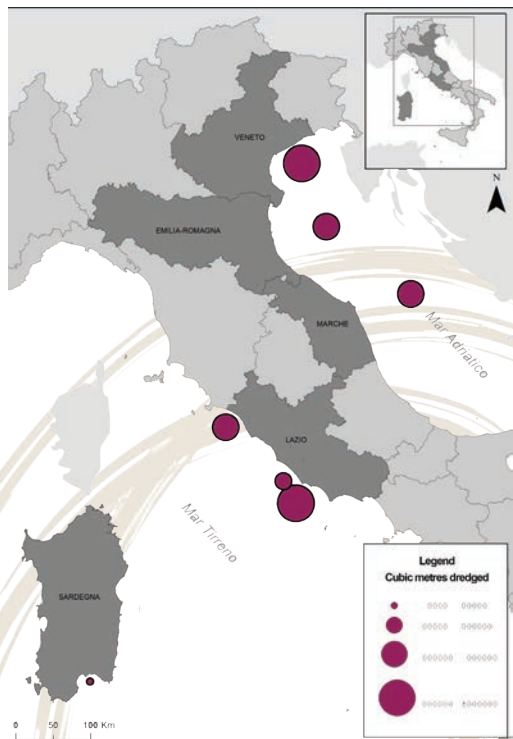 VENETO
N
EMILIA-ROMAGNA
MARCHE
Mar Adriatico
LAZIO
Mar Tirreno
SARDEGNA
Legend
Cubic metres dredged
0 50 100 Km